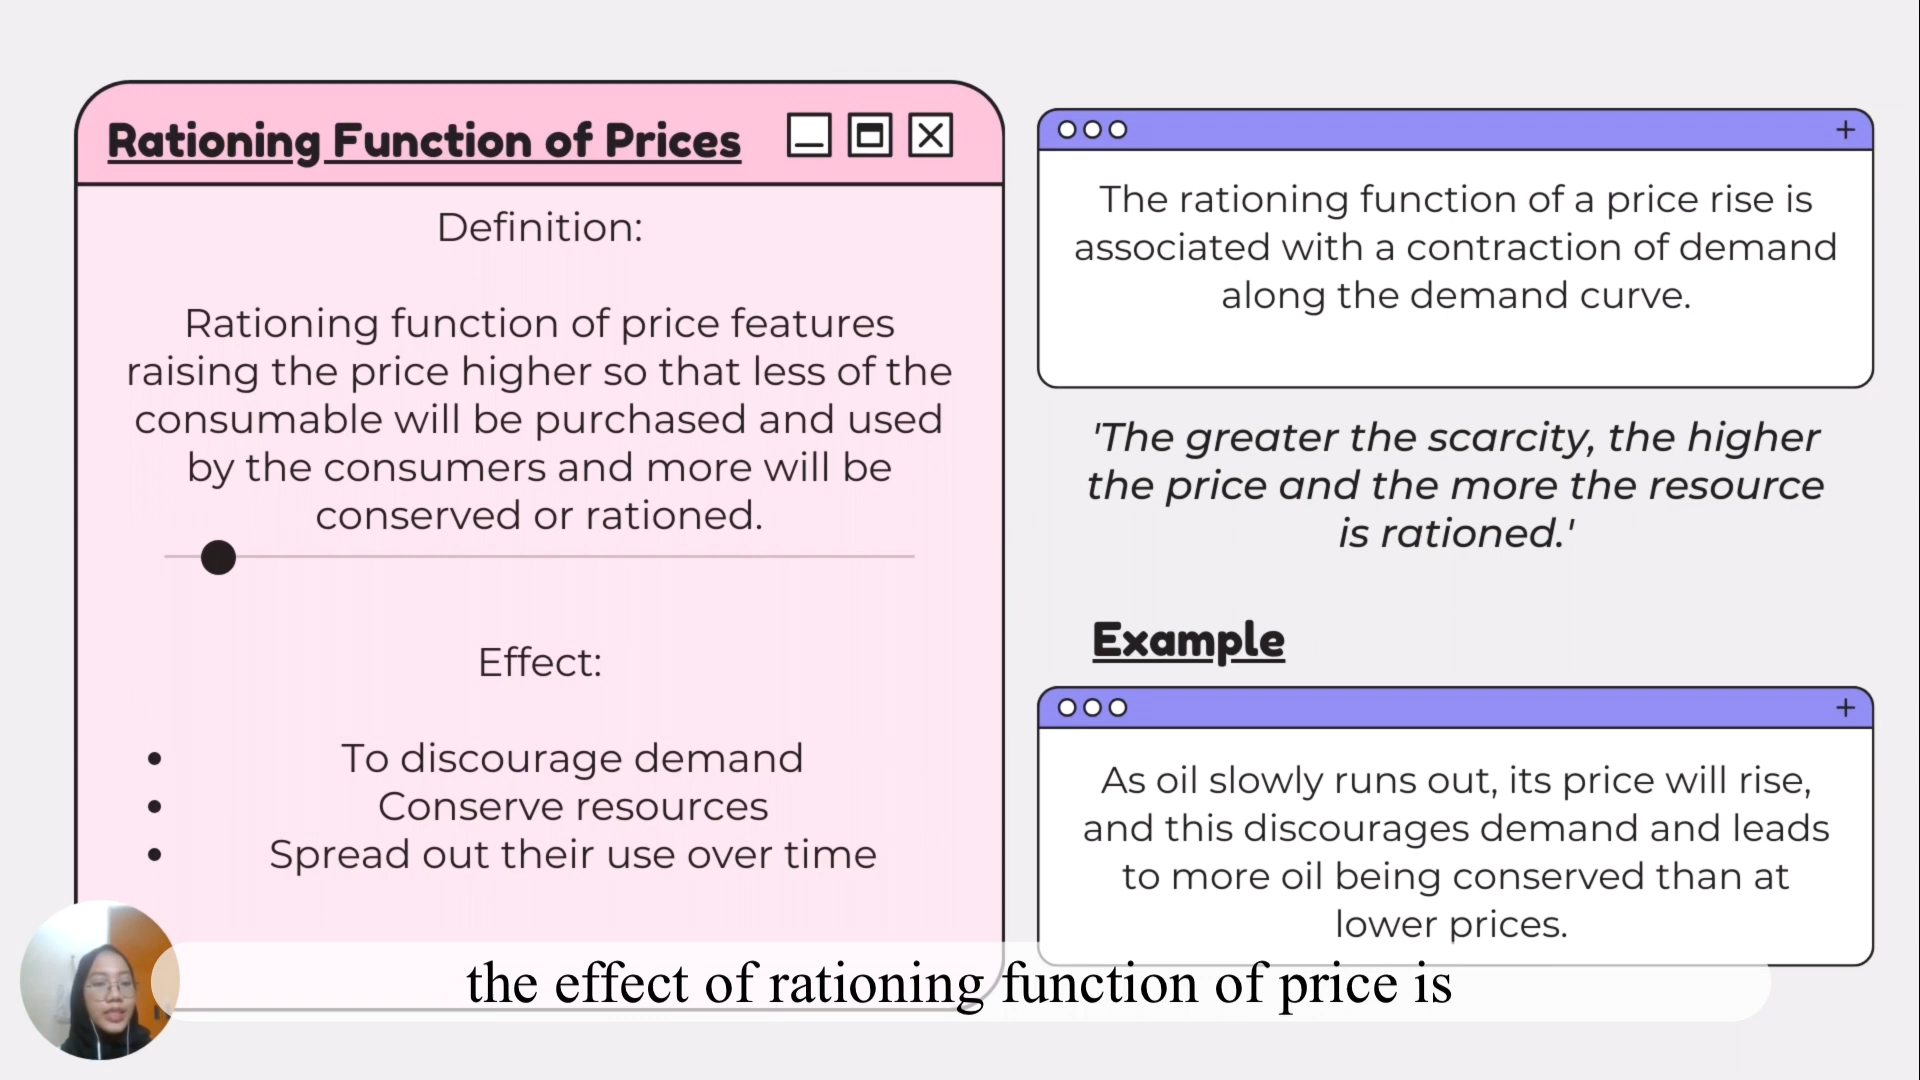 Rationing Function of Prices
Definition:
Rationing function of price features
raising the price higher so that less of the
consumable will be purchased and used
by the consumers and more will be
conserved or rationed.
Effect:
• To discourage demand
• Conserve resources
• Spread out their use over time
The rationing function of a price rise is
associated with a contraction of demand
along the demand curve.
'The greater the scarcity, the higher
the price and the more the resource
is rationed.'
Example
As oil slowly runs out, its price will rise,
and this discourages demand and leads
to more oil being conserved than at
lower prices.
the effect of rationing function of price is